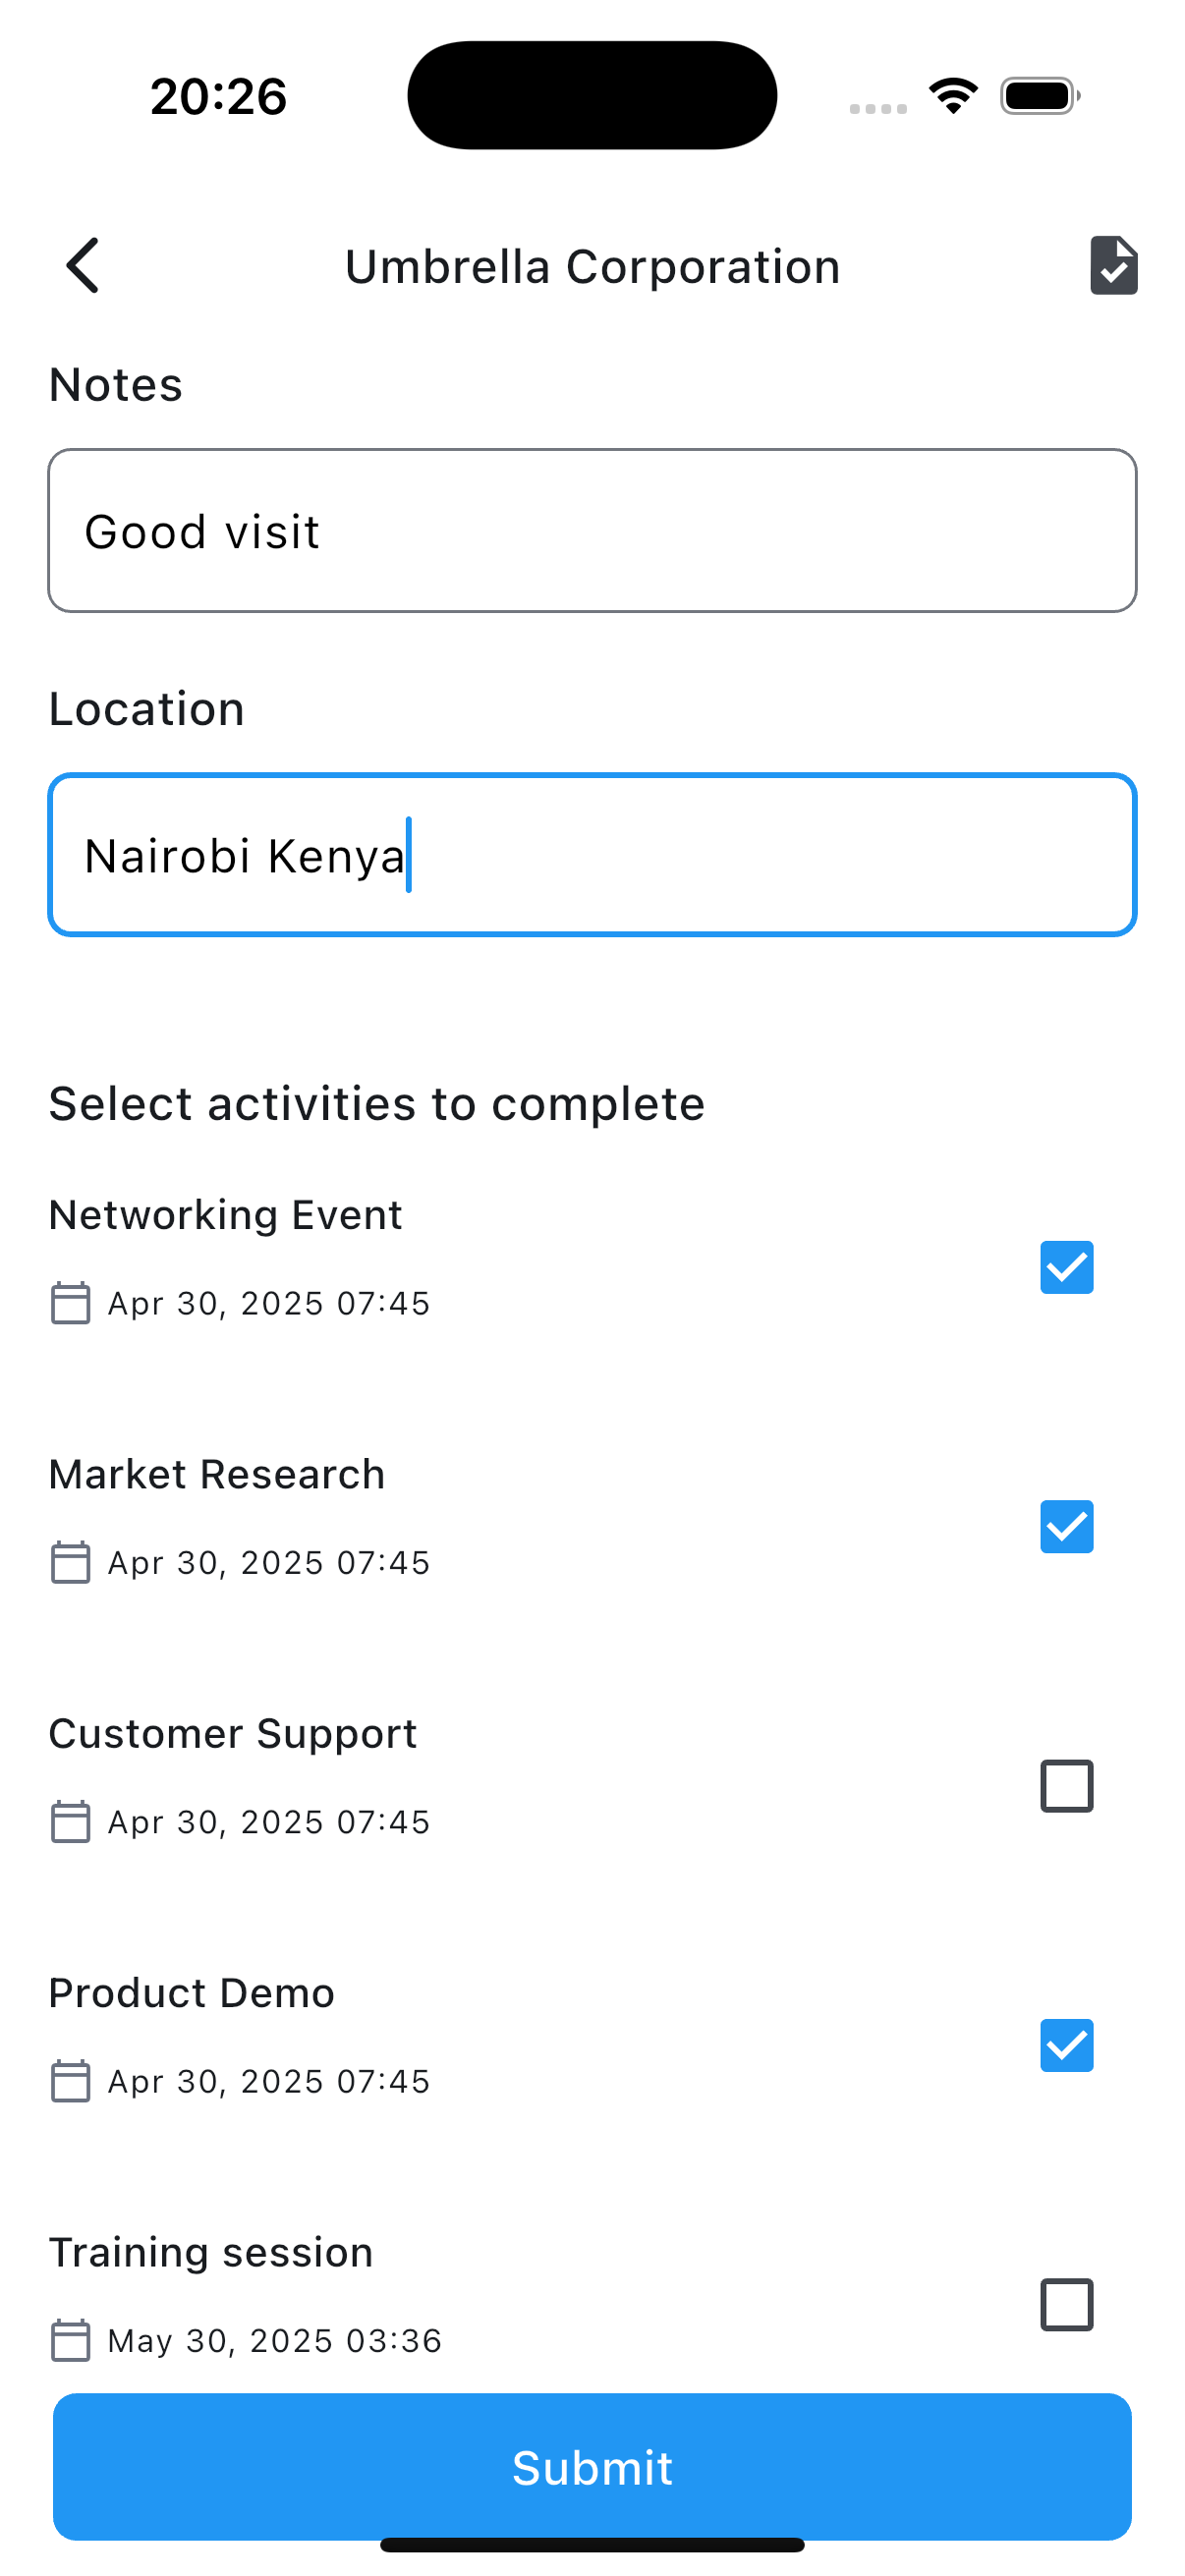 20:26
Umbrella Corporation
Notes
Good visit
Location
Nairobi Kenya
Select activities to complete
Networking Event
Apr 30, 2025 07:45
Market Research
Apr 30, 2025 07:45
Customer Support
Apr 30, 2025 07:45
Product Demo
Apr 30, 2025 07:45
Training session
May 30, 2025 03:36
Submit